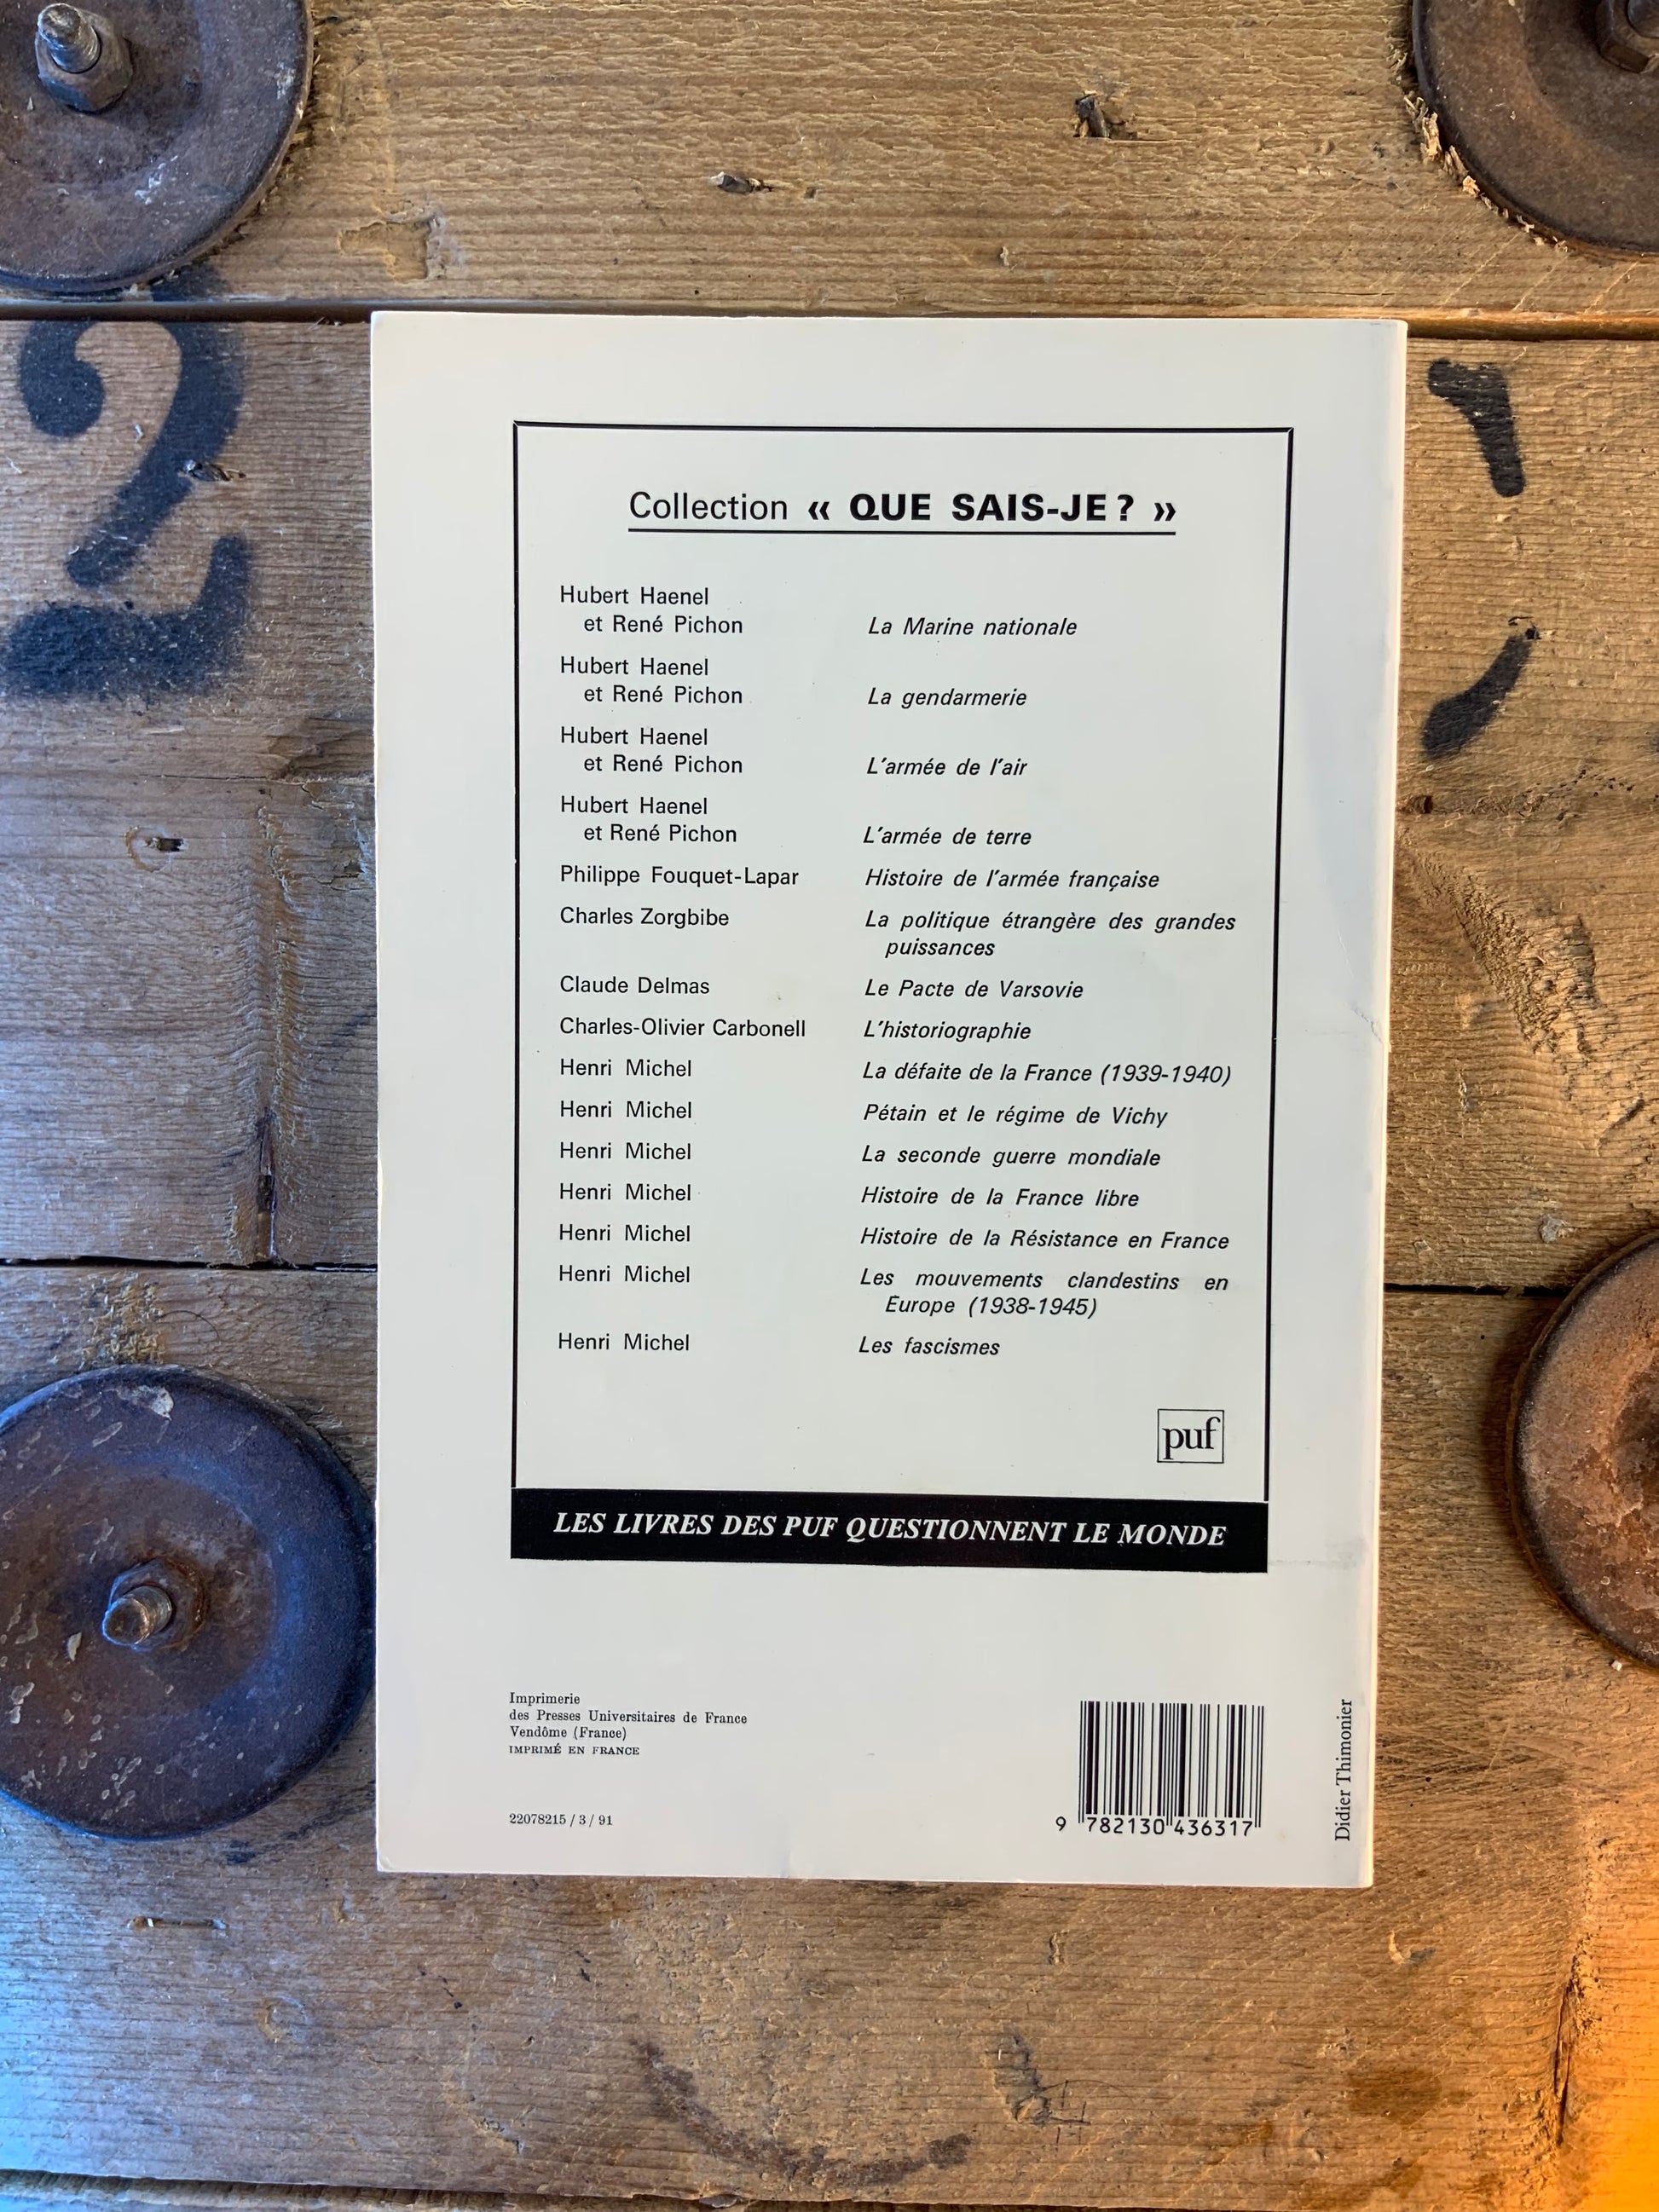 2
Collection « QUE SAIS-JE ? »
Hubert Haenel
et René Pichon La Marine nationale
Hubert Haenel
et René Pichon La gendarmerie
Hubert Haenel
et René Pichon L'armée de l'air
Hubert Haenel
et René Pichon L'armée de terre
Philippe Fouquet-Lapar Histoire de l'armée française
Charles Zorgbibe La politique étrangère des grandes
puissances
Claude Delmas Le Pacte de Varsovie
Charles-Olivier Carbonell L'historiographie
Henri Michel La défaite de la France (1939-1940)
Henri Michel Pétain et le régime de Vichy
Henri Michel La seconde guerre mondiale
Henri Michel Histoire de la France libre
Henri Michel Histoire de la Résistance en France
Henri Michel Les mouvements clandestins en
Europe (1938-1945)
Henri Michel Les fascismes
puf
LES LIVRES DES PUF QUESTIONNENT LE MONDE
Imprimerie
des Presses Universitaires de France
Vendôme (France)
IMPRIMÉ EN FRANCE
22078215 / 3 / 91
9 782130 436317
Didier Thimonier